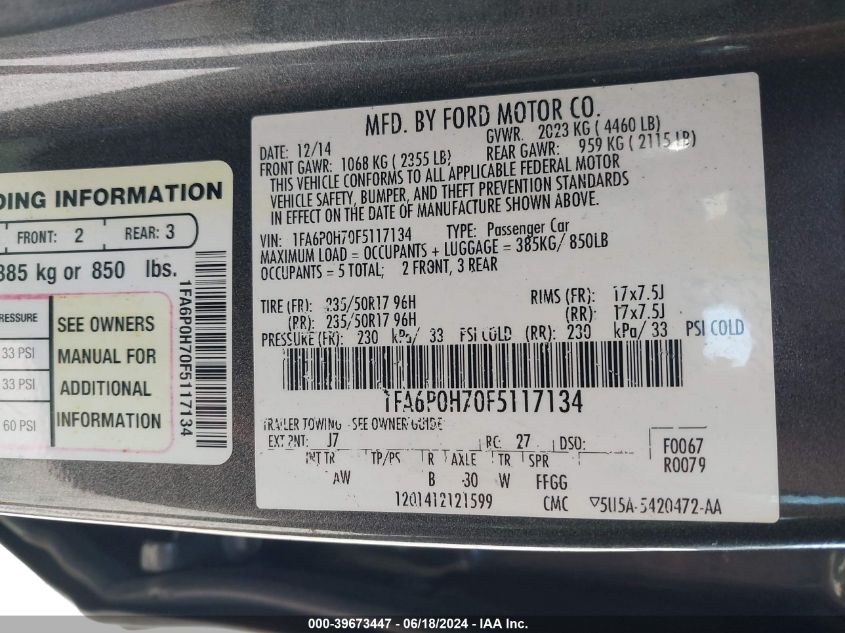 DING INFORMATION
FRONT: 2 REAR: 3
385 kg or 850 lbs.
RESSURE
33 PSI
33 PSI
60 PSI
SEE OWNERS
MANUAL FOR
ADDITIONAL
INFORMATION
1FA6P0H70F5117134
MFD. BY FORD MOTOR CO.
DATE: 12/14 GVWR: 2023 KG ( 4460 LB)
FRONT GAWR: 1068 KG ( 2355 LB) REAR GAWR: 959 KG ( 2115 LB)
THIS VEHICLE CONFORMS TO ALL APPLICABLE FEDERAL MOTOR
VEHICLE SAFETY, BUMPER, AND THEFT PREVENTION STANDARDS
IN EFFECT ON THE DATE OF MANUFACTURE SHOWN ABOVE.
VIN: 1FA6P0H70F5117134 TYPE: Passenger Car
MAXIMUM LOAD = OCCUPANTS + LUGGAGE = 385KG/ 850LB
OCCUPANTS = 5 TOTAL; 2 FRONT, 3 REAR
TIRE (FR): 235/50R17 96H RIMS (FR): 17x7.5J
(RR): 235/50R17 96H (RR): 17x7.5J
PRESSURE (FR): 230 kPa/ 33 PSI COLD (RR): 230 kPa/ 33 PSI COLD
1FA6P0H70F5117134
TRAILER TOWING - SEE OWNER GUIDE
EXT PNT: J7 RC: 27 DSO:
F0067
R0079
INT TR TP/PS R AXLE TR SPR
AW B 30 W FFGG
1201412121599 CMC ▽5U5A-5420472-AA
000-39673447 - 06/18/2024 - IAA Inc.